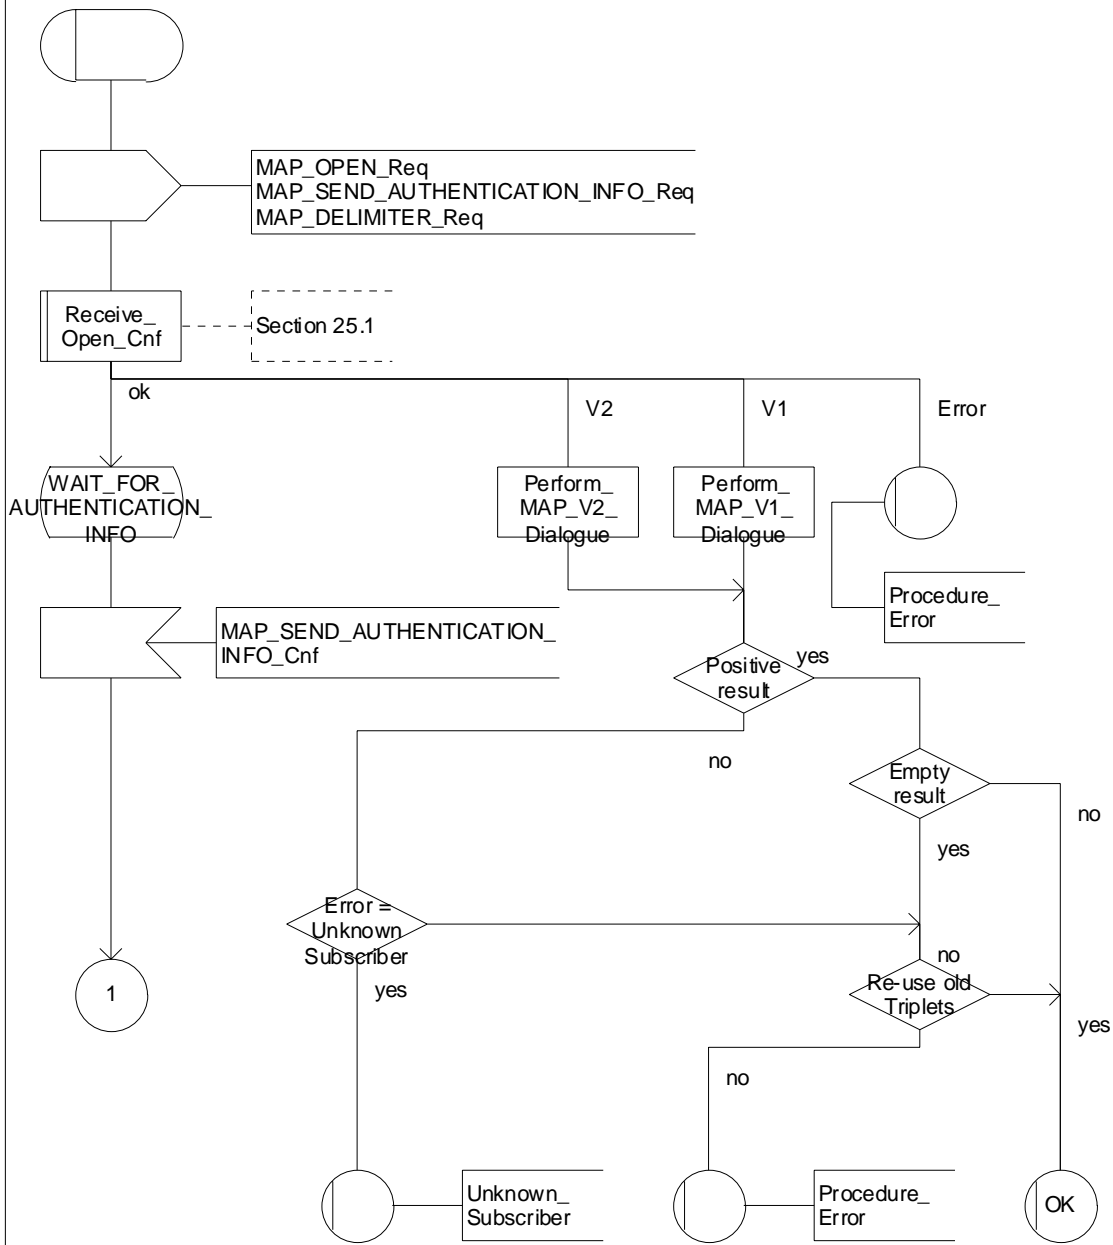 MAP_OPEN_Req
MAP_SEND_AUTHENTICATION_INFO_Req
MAP_DELIMITER_Req
Receive_
Open_Cnf
Section 25.1
ok
V2
V1
Error
WAIT_FOR_
AUTHENTICATION_
INFO
Perform_
MAP_V2_
Dialogue
Perform_
MAP_V1_
Dialogue
Procedure_
Error
MAP_SEND_AUTHENTICATION_
INFO_Cnf
Positive
result
yes
no
Empty
result
no
yes
Error =
Unknown
Subscriber
no
yes
Re-use old
Triplets
yes
no
1
Unknown_
Subscriber
Procedure_
Error
OK